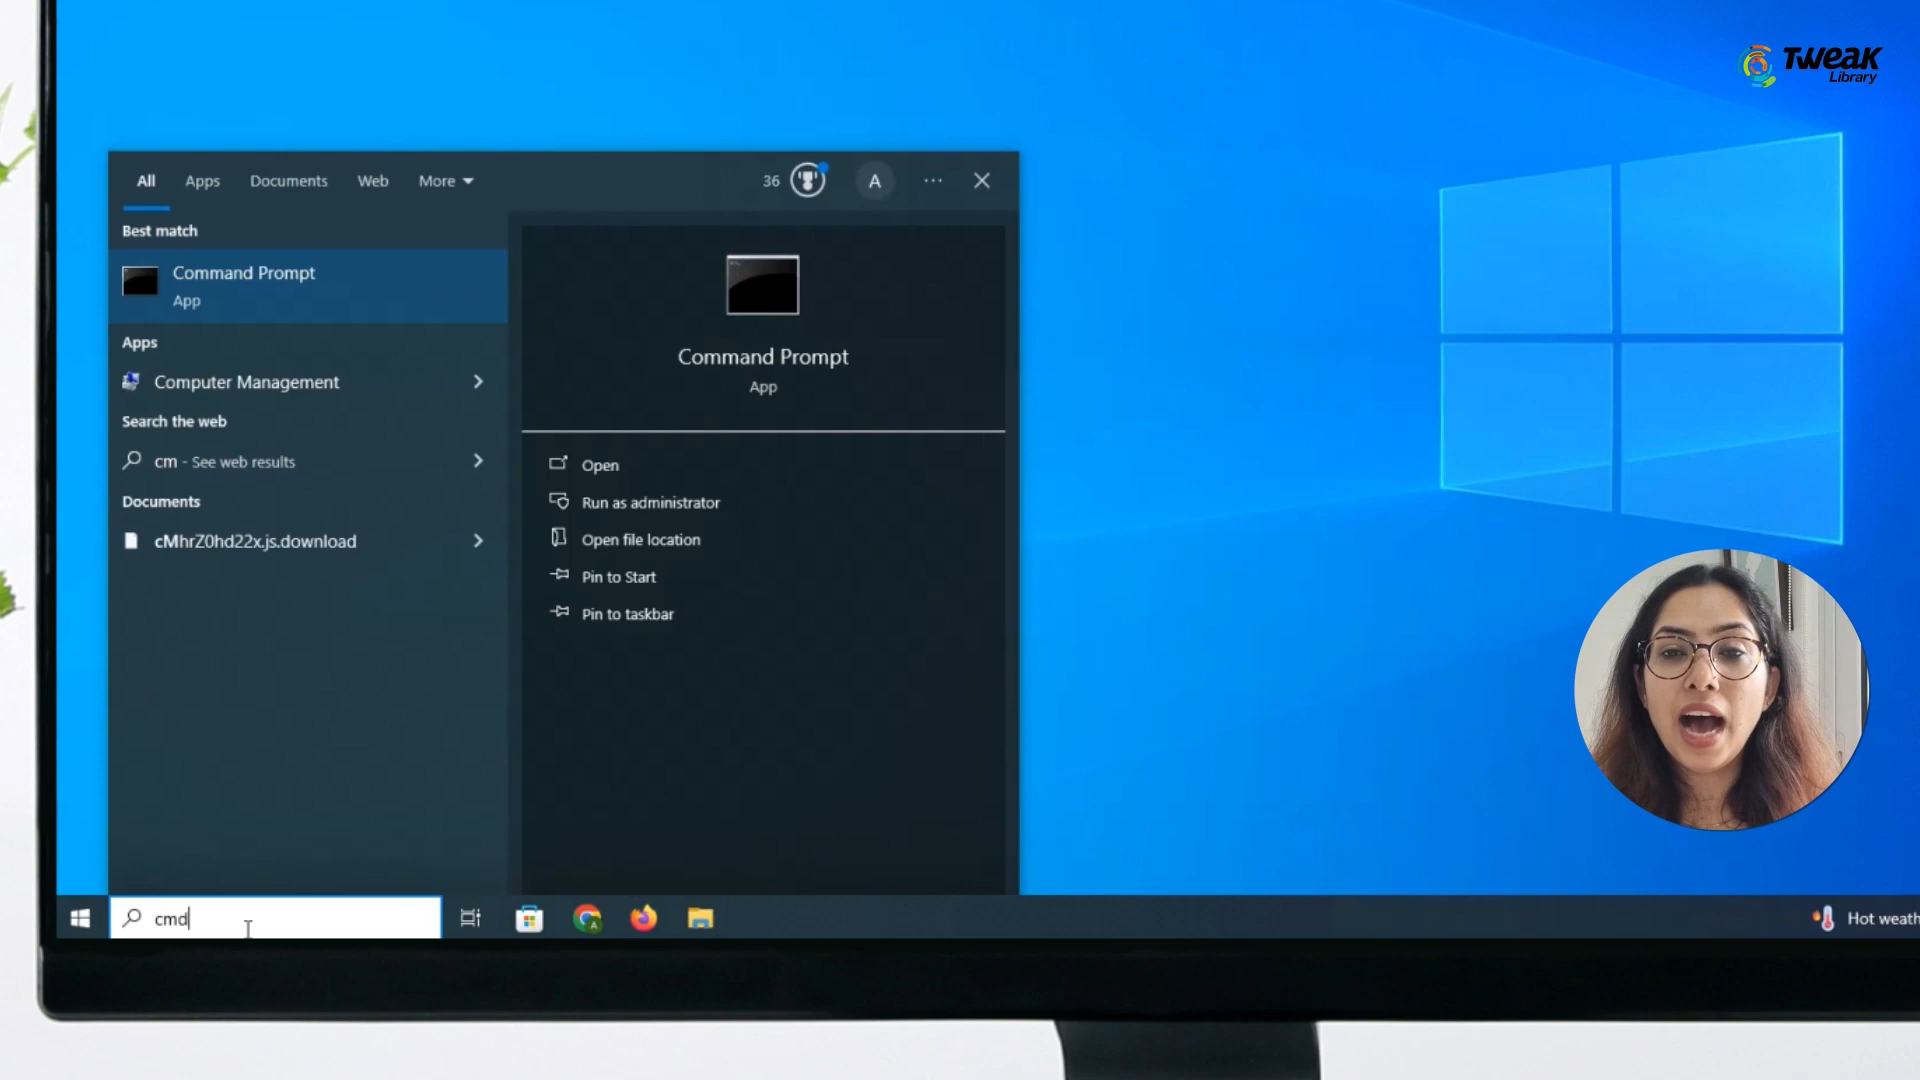 Tweak
Library
All Apps Documents Web More 36 A
Best match
Command Prompt
App
Apps
Computer Management
Search the web
cm - See web results
Documents
cMhrZ0hd22x.js.download
Command Prompt
App
Open
Run as administrator
Open file location
Pin to Start
Pin to taskbar
cmd
A
Hot weath